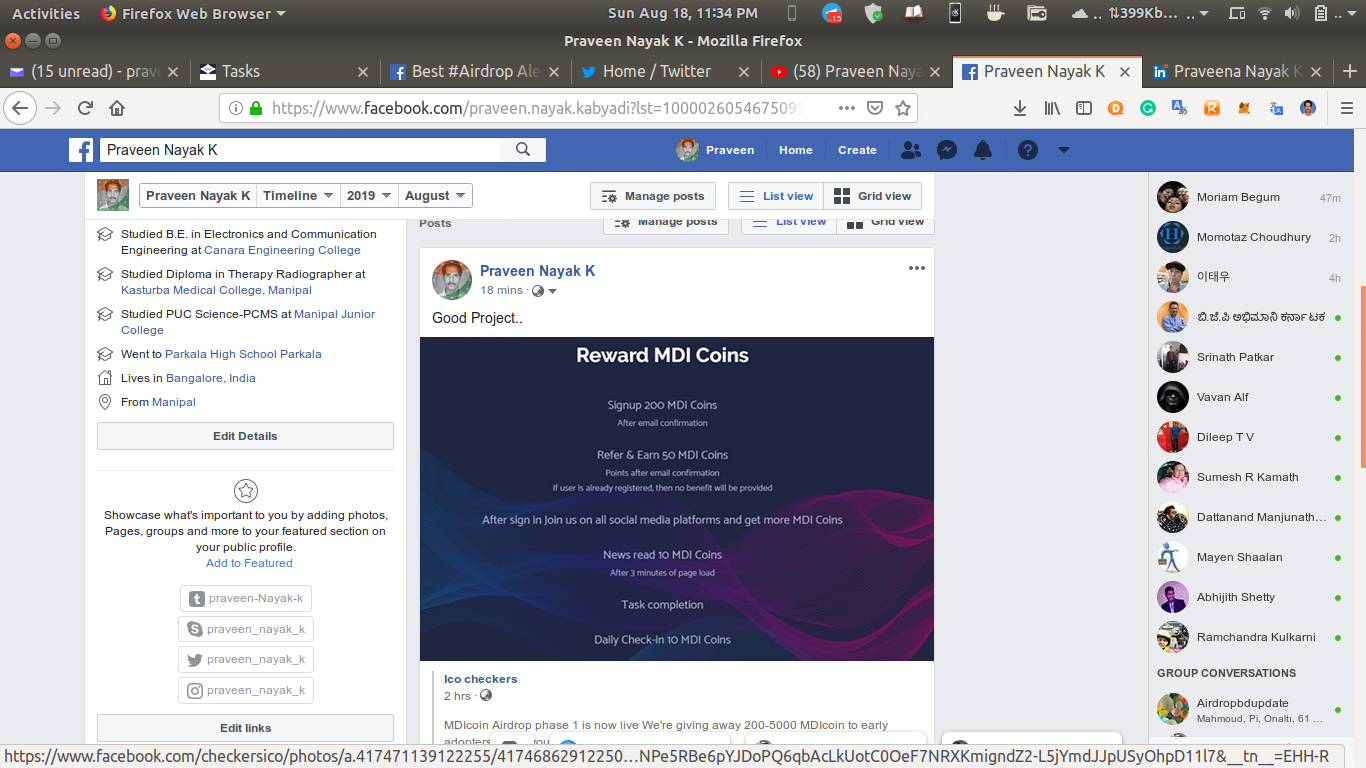 Activities Firefox Web Browser Sun Aug 18, 11:34 PM 15 399Kb... ..
Praveen Nayak K - Mozilla Firefox
(15 unread) - prav Tasks Best #Airdrop Ale Home / Twitter (58) Praveen Naya Praveen Nayak K Praveena Nayak K
https://www.facebook.com/praveen.nayak.kabyadi?lst=100002605467509
Praveen Nayak K Praveen Home Create
Praveen Nayak K Timeline 2019 August Manage posts List view Grid view
Posts Manage posts List view Grid view
Studied B.E. in Electronics and Communication
Engineering at Canara Engineering College
Studied Diploma in Therapy Radiographer at
Kasturba Medical College, Manipal
Studied PUC Science-PCMS at Manipal Junior
College
Went to Parkala High School Parkala
Lives in Bangalore, India
From Manipal
Edit Details
Showcase what's important to you by adding photos,
Pages, groups and more to your featured section on
your public profile.
Add to Featured
praveen-Nayak-k
praveen_nayak_k
praveen_nayak_k
praveen_nayak_k
Edit links
Praveen Nayak K
18 mins ·
Good Project..
Reward MDI Coins
Signup 200 MDI Coins
After email confirmation
Refer & Earn 50 MDI Coins
Points after email confirmation
If user is already registered, then no benefit will be provided
After sign in Join us on all social media platforms and get more MDI Coins
News read 10 MDI Coins
After 3 minutes of page load
Task completion
Daily Check-In 10 MDI Coins
Ico checkers
2 hrs ·
MDIcoin Airdrop phase 1 is now live We're giving away 200-5000 MDIcoin to early
adopters
Moriam Begum 47m
Momotaz Choudhury 2h
이태우 4h
ಬಿ.ಜೆ.ಪಿ ಅಭಿಮಾನಿ ಕರ್ನಾಟಕ
Srinath Patkar
Vavan Alf
Dileep T V
Sumesh R Kamath
Dattanand Manjunath...
Mayen Shaalan
Abhijith Shetty
Ramchandra Kulkarni
GROUP CONVERSATIONS
Airdropbdupdate
Mahmoud, Pi, Onaltı, 61 ...
https://www.facebook.com/checkersico/photos/a.417471139122255/41746862912250...NPe5RBe6pYJDoPQ6qbAcLkUotC0OeF7NRXKmigndZ2-L5jYmdJJpUSyOhpD11l7&__tn__=EHH-R